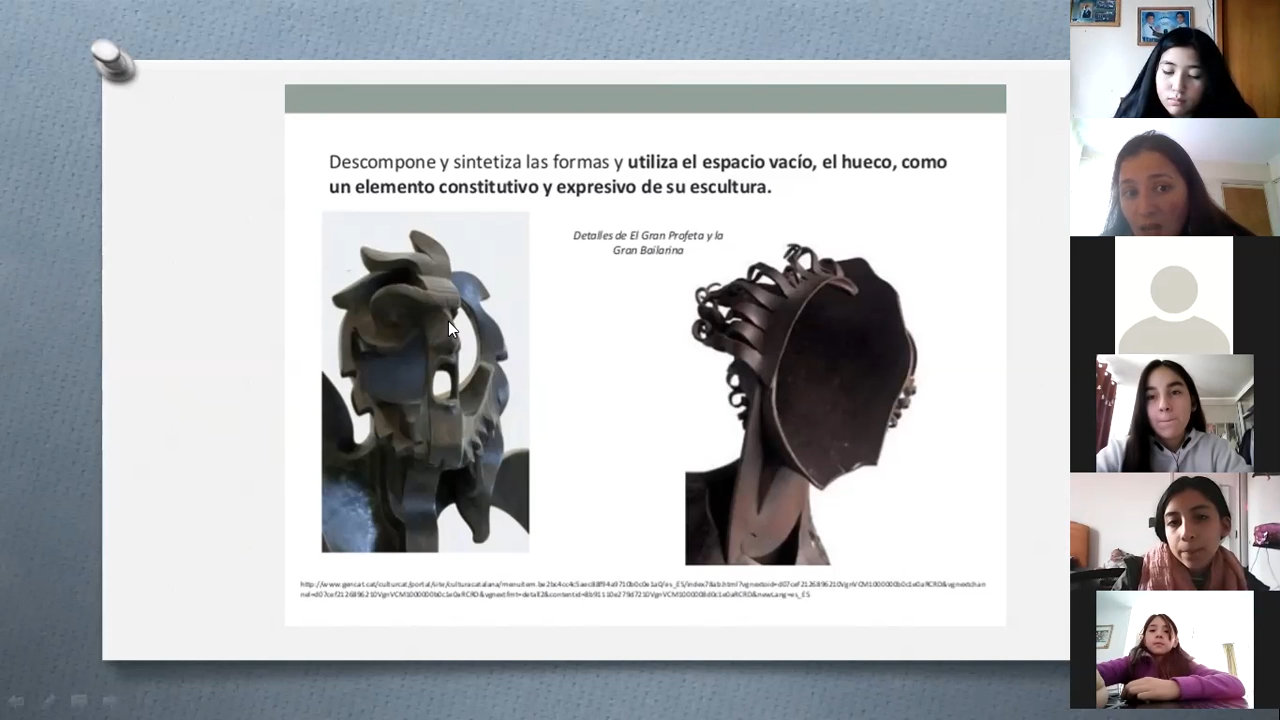 Descompone y sintetiza las formas y utiliza el espacio vacío, el hueco, como
un elemento constitutivo y expresivo de su escultura.
Detalles de El Gran Profeta y la
Gran Bailarina